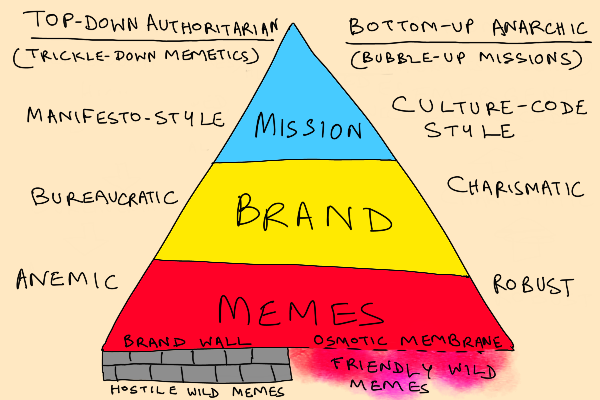 TOP-DOWN AUTHORITARIAN
(TRICKLE-DOWN MEMETICS)
BOTTOM-UP ANARCHIC
(BUBBLE-UP MISSIONS)
MANIFESTO-STYLE
MISSION
CULTURE-CODE
STYLE
BUREAUCRATIC
BRAND
CHARISMATIC
ANEMIC
MEMES
ROBUST
BRAND WALL
OSMOTIC MEMBRANE
HOSTILE WILD MEMES
FRIENDLY WILD
MEMES